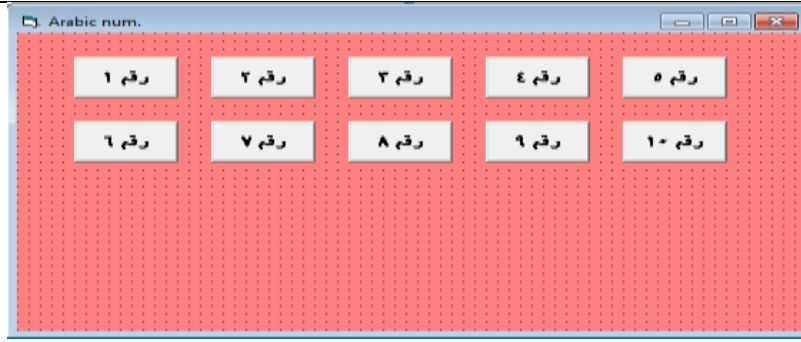 Arabic num.
رقم ١ رقم ٢ رقم ٣ رقم ٤ رقم ٥
رقم ٦ رقم ٧ رقم ٨ رقم ٩ رقم ١٠